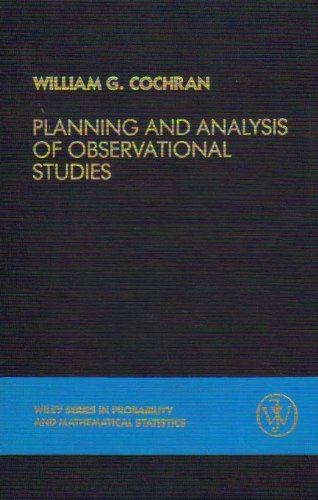 WILLIAM G. COCHRAN
PLANNING AND ANALYSIS
OF OBSERVATIONAL
STUDIES
WILEY SERIES IN PROBABILITY
AND MATHEMATICAL STATISTICS